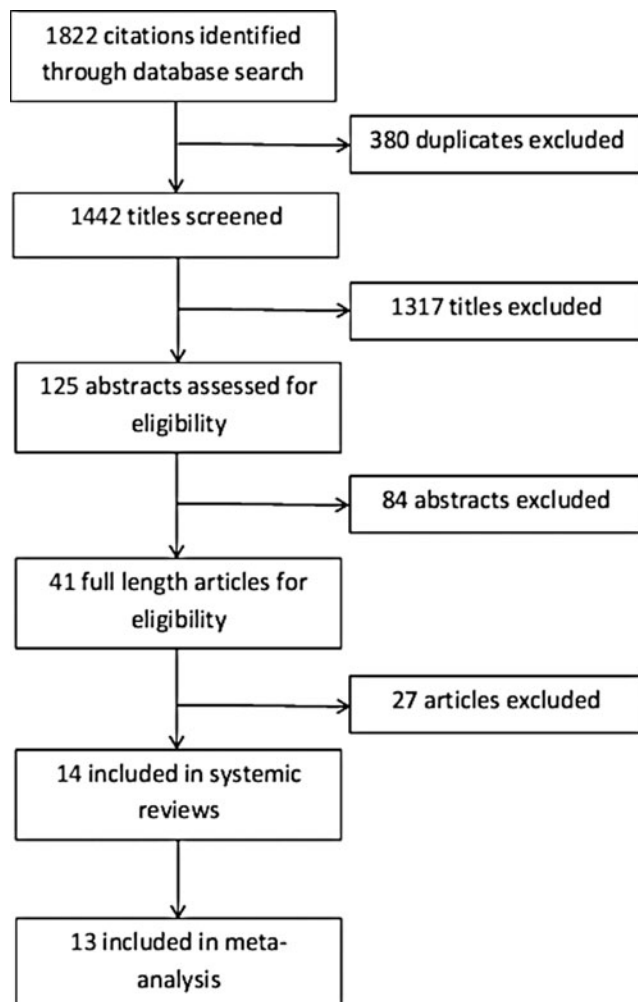 1822 citations identified
through database search
380 duplicates excluded
1442 titles screened
1317 titles excluded
125 abstracts assessed for
eligibility
84 abstracts excluded
41 full length articles for
eligibility
27 articles excluded
14 included in systemic
reviews
13 included in meta-
analysis